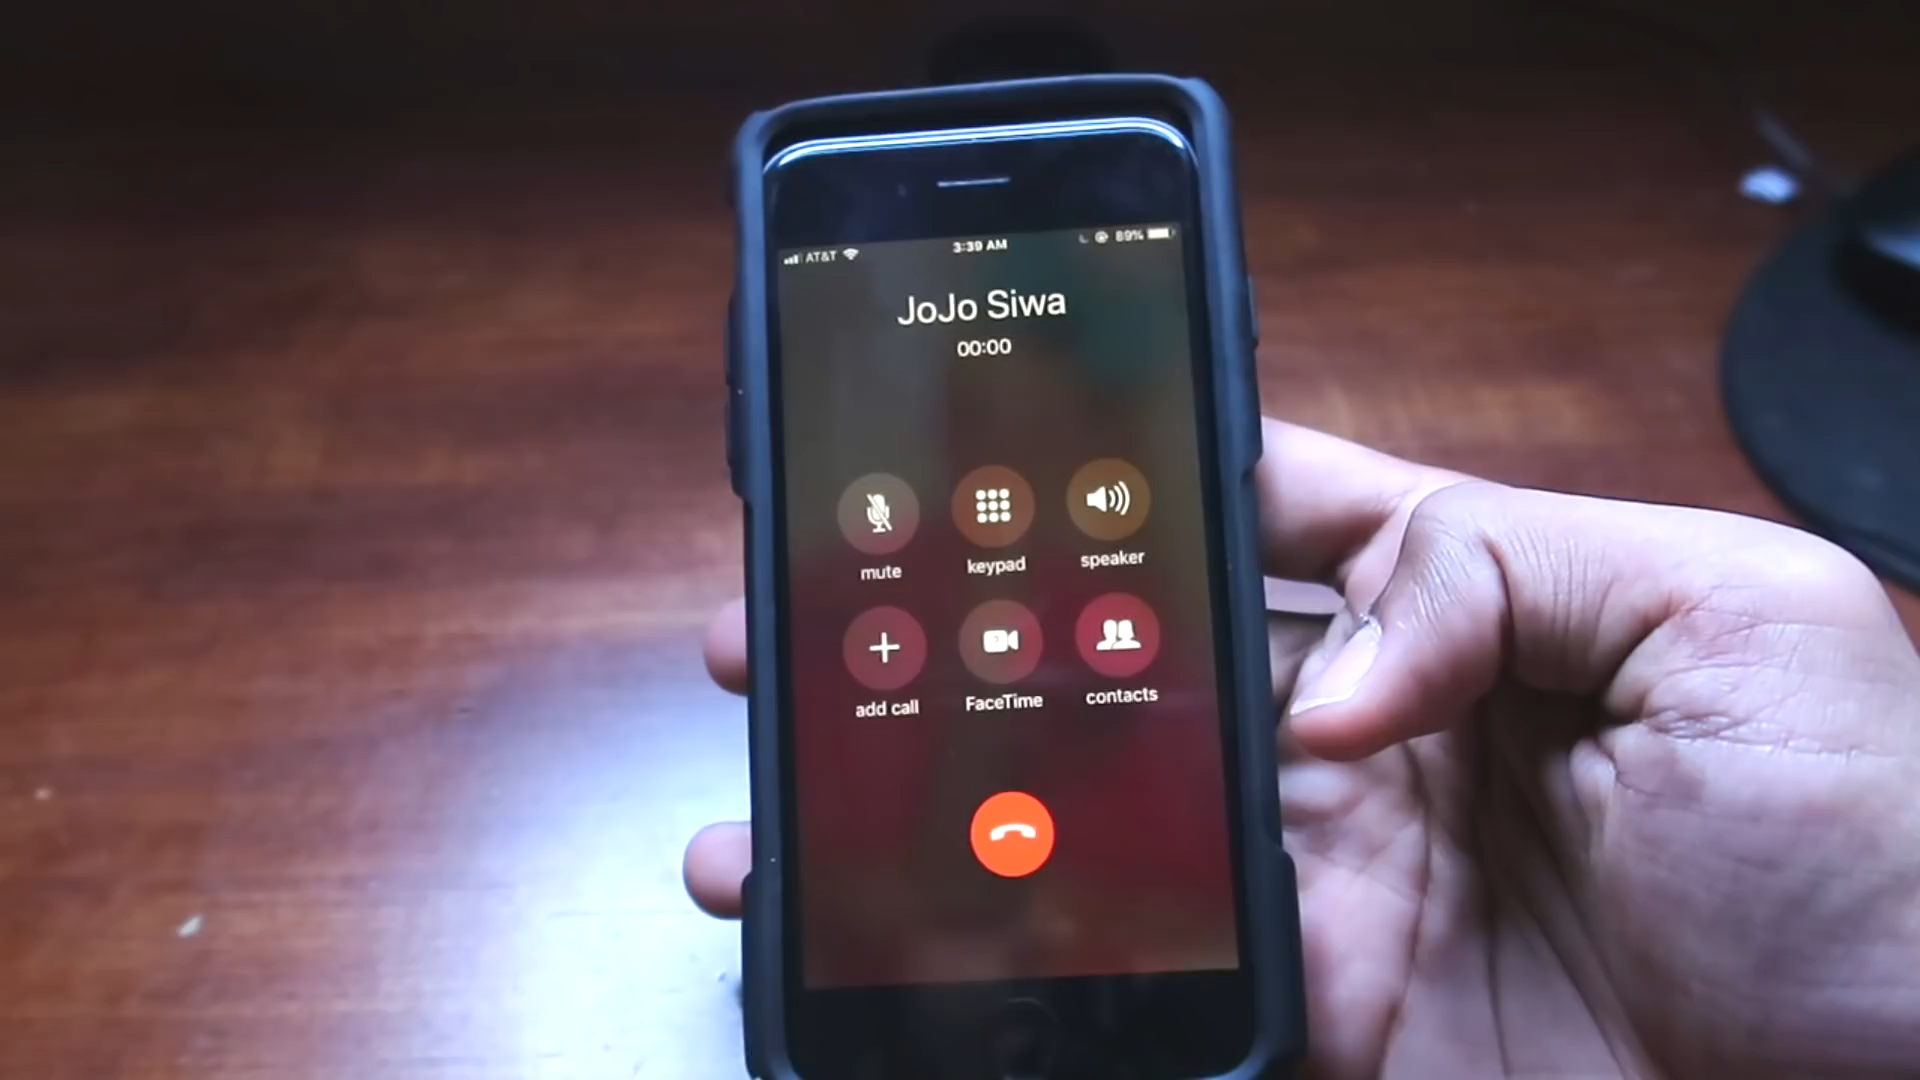 AT&T 3:39 AM 89%
JoJo Siwa
00:00
mute keypad speaker
add call FaceTime contacts